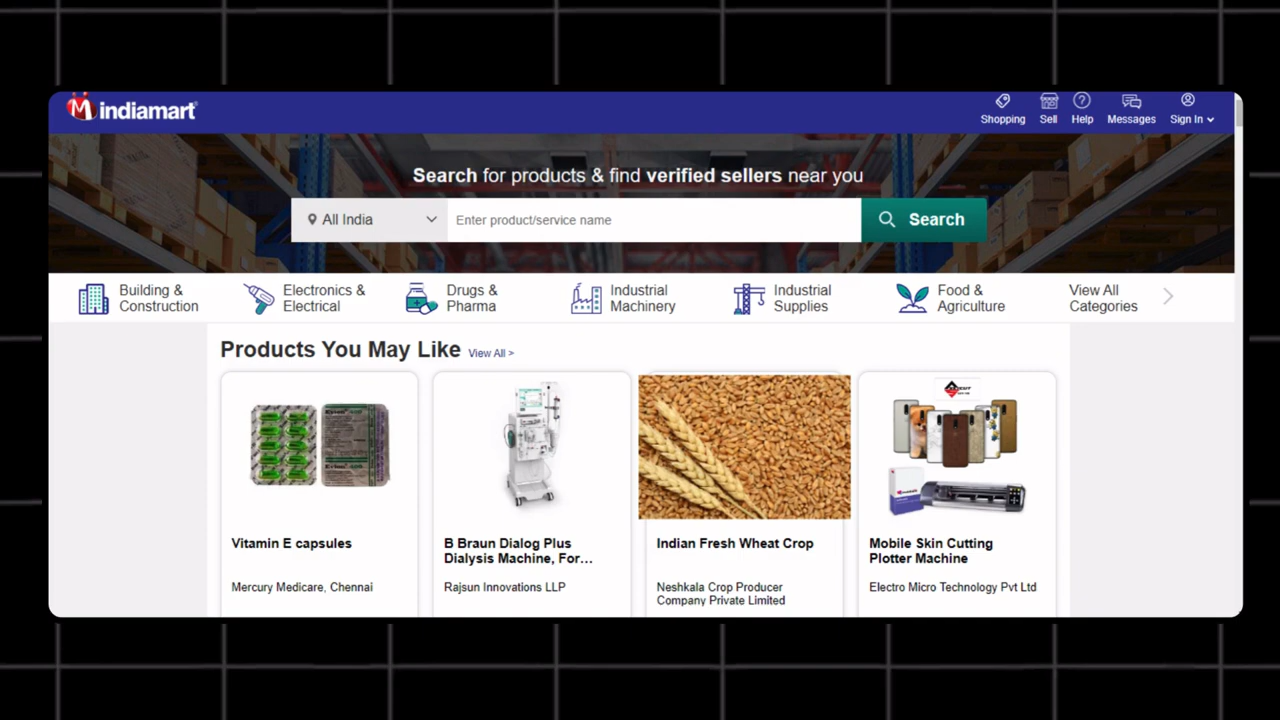 indiamart
Shopping
Sell
Help
Messages
Sign In
Search for products & find verified sellers near you
All India
Enter product/service name
Search
Building &
Construction
Electronics &
Electrical
Drugs &
Pharma
Industrial
Machinery
Industrial
Supplies
Food &
Agriculture
View All
Categories
Products You May Like
View All >
Vitamin E capsules
Mercury Medicare, Chennai
B Braun Dialog Plus
Dialysis Machine, For…
Rajsun Innovations LLP
Indian Fresh Wheat Crop
Neshkala Crop Producer
Company Private Limited
Mobile Skin Cutting
Plotter Machine
Electro Micro Technology Pvt Ltd